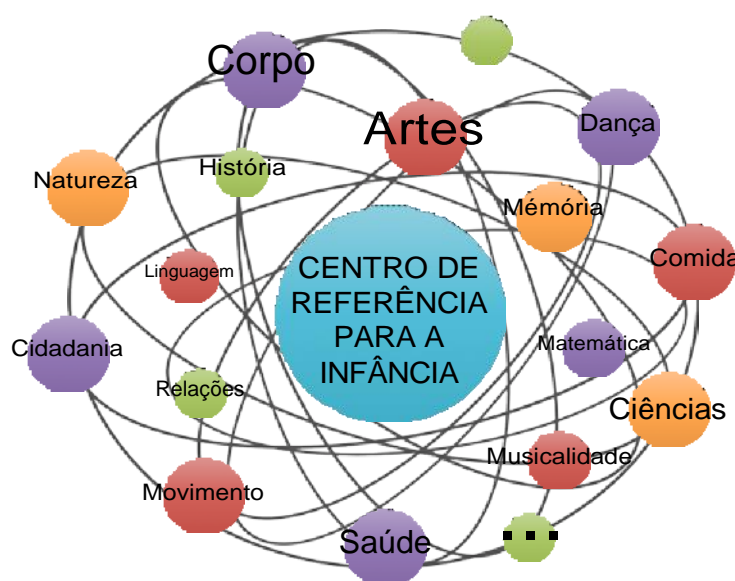 Corpo
Artes
Dança
História
Natureza
Mémória
Comida
Linguagem
CENTRO DE
REFERÊNCIA
PARA A
INFÂNCIA
Cidadania
Matemática
Relações
Ciências
Musicalidade
Movimento
Saúde
...